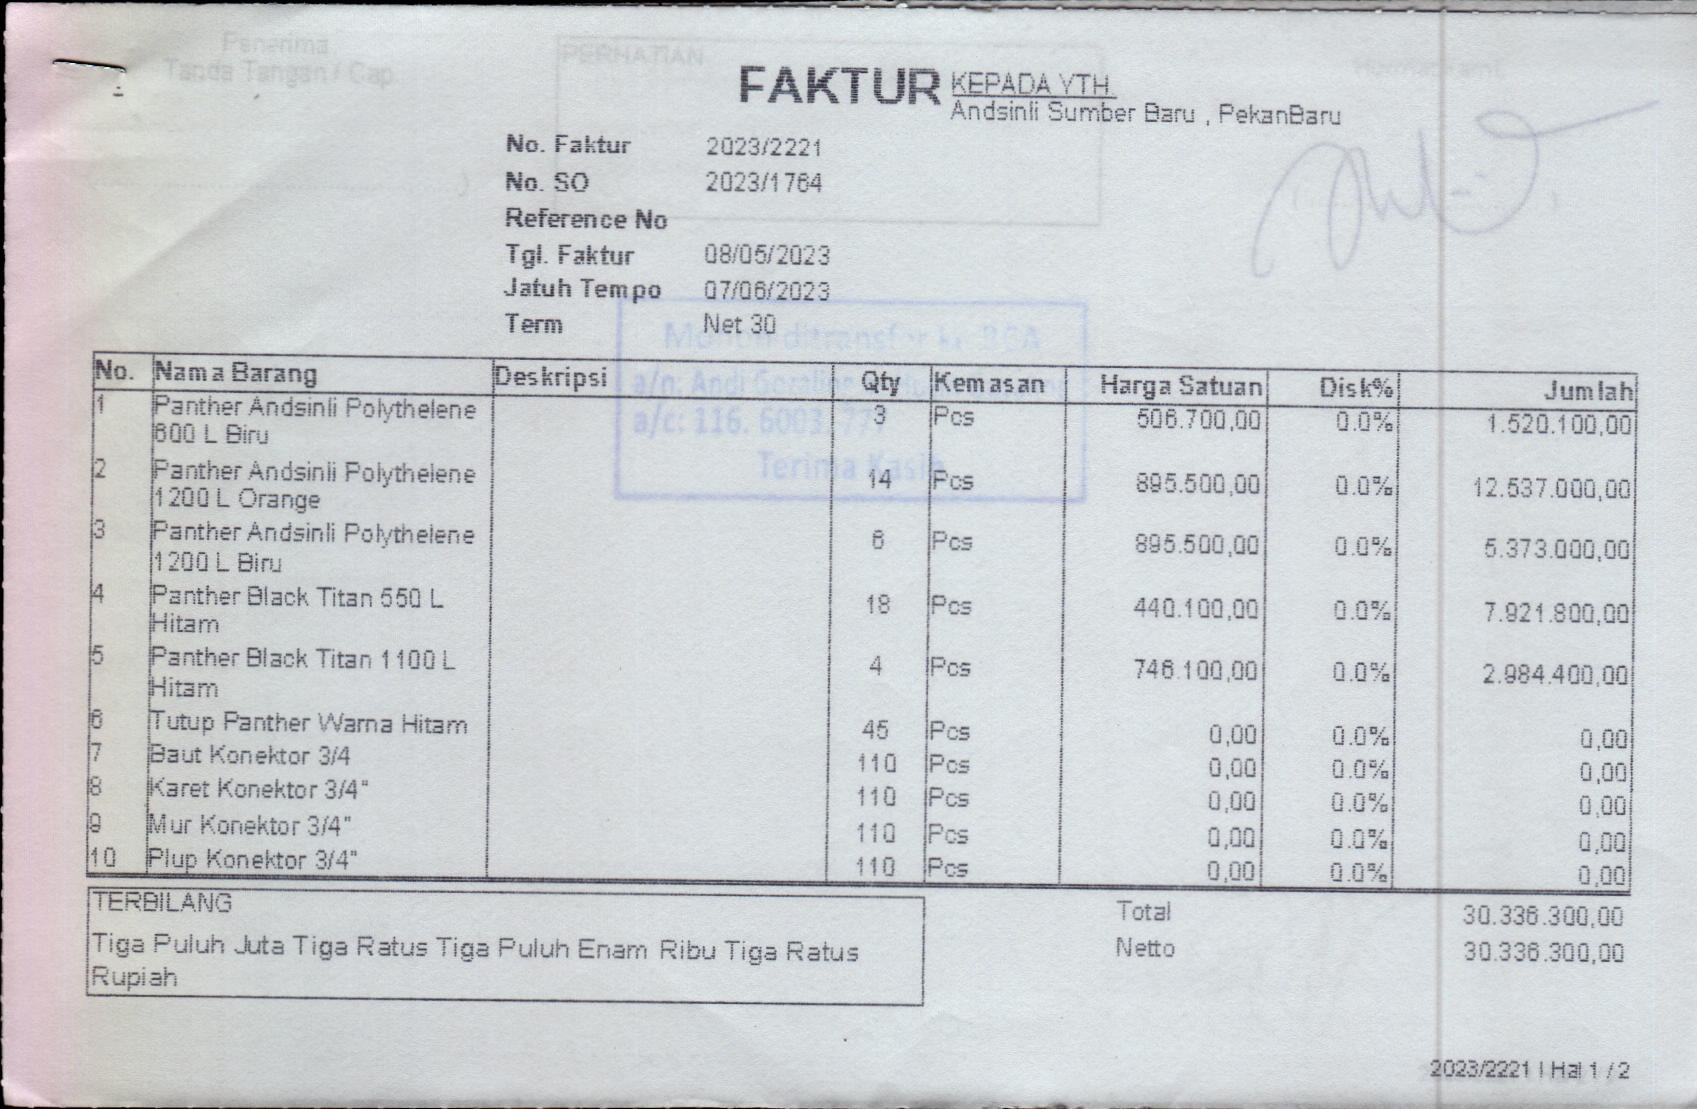 Penerima
Tanda Tangan / Cap
PERHATIAN
FAKTUR
KEPADA YTH.
Andsinli Sumber Baru , PekanBaru
No. Faktur 2023/2221
No. SO 2023/1764
Reference No
Tgl. Faktur 08/05/2023
Jatuh Tempo 07/06/2023
Term Net 30
ditransfer ke BCA
a/n: Andi
a/c: 116. 6003. 777
Terima Kasih
No. Nama Barang Deskripsi Qty Kemasan Harga Satuan Disk% Jumlah
1 Panther Andsinli Polythelene 3 Pcs 506.700,00 0.0% 1.520.100,00
600 L Biru
2 Panther Andsinli Polythelene 14 Pcs 895.500,00 0.0% 12.537.000,00
1200 L Orange
3 Panther Andsinli Polythelene 6 Pcs 895.500,00 0.0% 5.373.000,00
1200 L Biru
4 Panther Black Titan 550 L 18 Pcs 440.100,00 0.0% 7.921.800,00
Hitam
5 Panther Black Titan 1100 L 4 Pcs 746.100,00 0.0% 2.984.400,00
Hitam
6 Tutup Panther Warna Hitam 45 Pcs 0,00 0.0% 0,00
7 Baut Konektor 3/4 110 Pcs 0,00 0.0% 0,00
8 Karet Konektor 3/4" 110 Pcs 0,00 0.0% 0,00
9 Mur Konektor 3/4" 110 Pcs 0,00 0.0% 0,00
10 Plup Konektor 3/4" 110 Pcs 0,00 0.0% 0,00
TERBILANG
Tiga Puluh Juta Tiga Ratus Tiga Puluh Enam Ribu Tiga Ratus
Rupiah
Total 30.336.300,00
Netto 30.336.300,00
2023/2221 | Hal 1 / 2